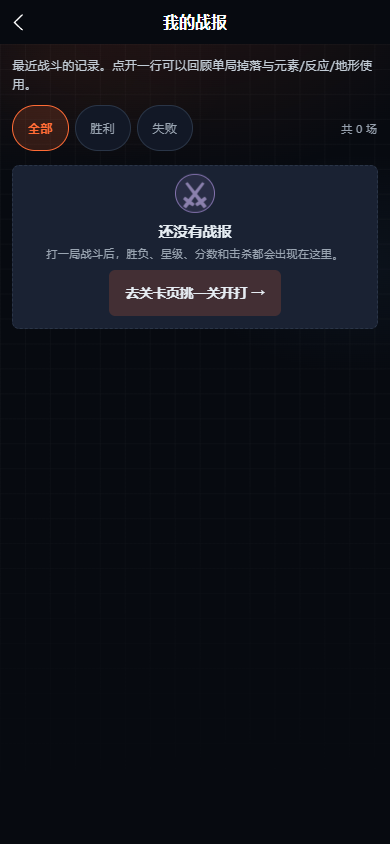 我的战报
最近战斗的记录。点开一行可以回顾单局掉落与元素/反应/地形使
用。
全部
胜利
失败
共 0 场
还没有战报
打一局战斗后，胜负、星级、分数和击杀都会出现在这里。
去关卡页挑一关开打 →